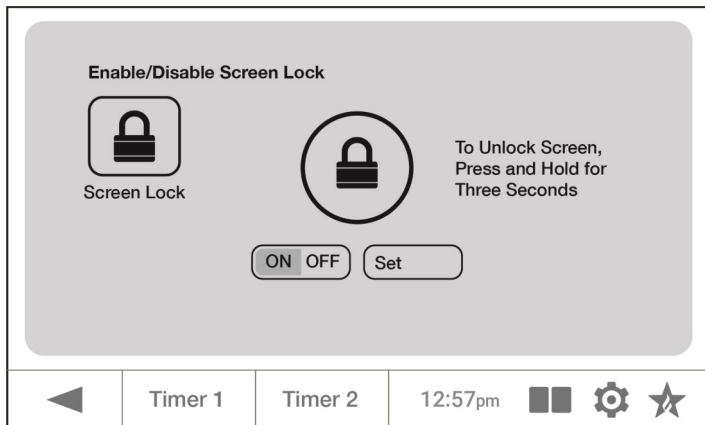 Enable/Disable Screen Lock
Screen Lock
To Unlock Screen,
Press and Hold for
Three Seconds
ON OFF
Set
Timer 1
Timer 2
12:57pm